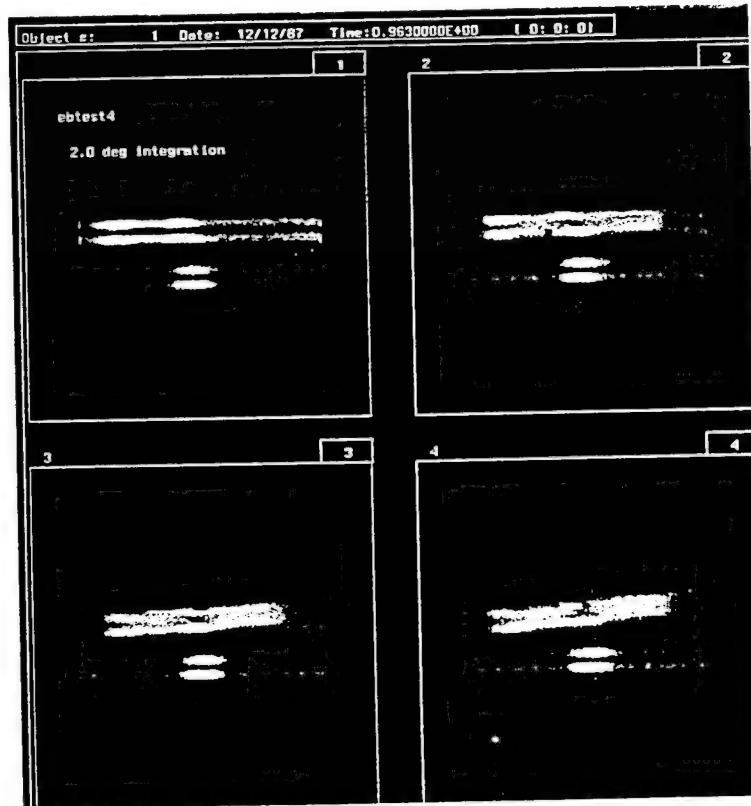 Object #: 1 Date: 12/12/87 Time:0.9630000E+00 [ 0: 0: 0]
1
ebtest4
2.0 deg integration
2 2
3 3
4 4